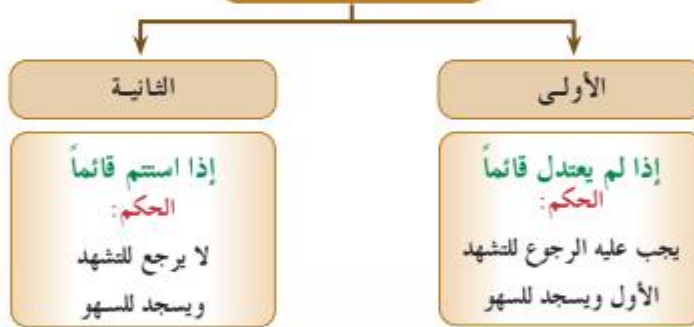 الأولـى
إذا لم يعتدل قائماً
الحكم:
يجب عليه الرجوع للتشهد
الأول ويسجد للسهو
الثانيـة
إذا استتم قائماً
الحكم:
لا يرجع للتشهد
ويسجد للسهو